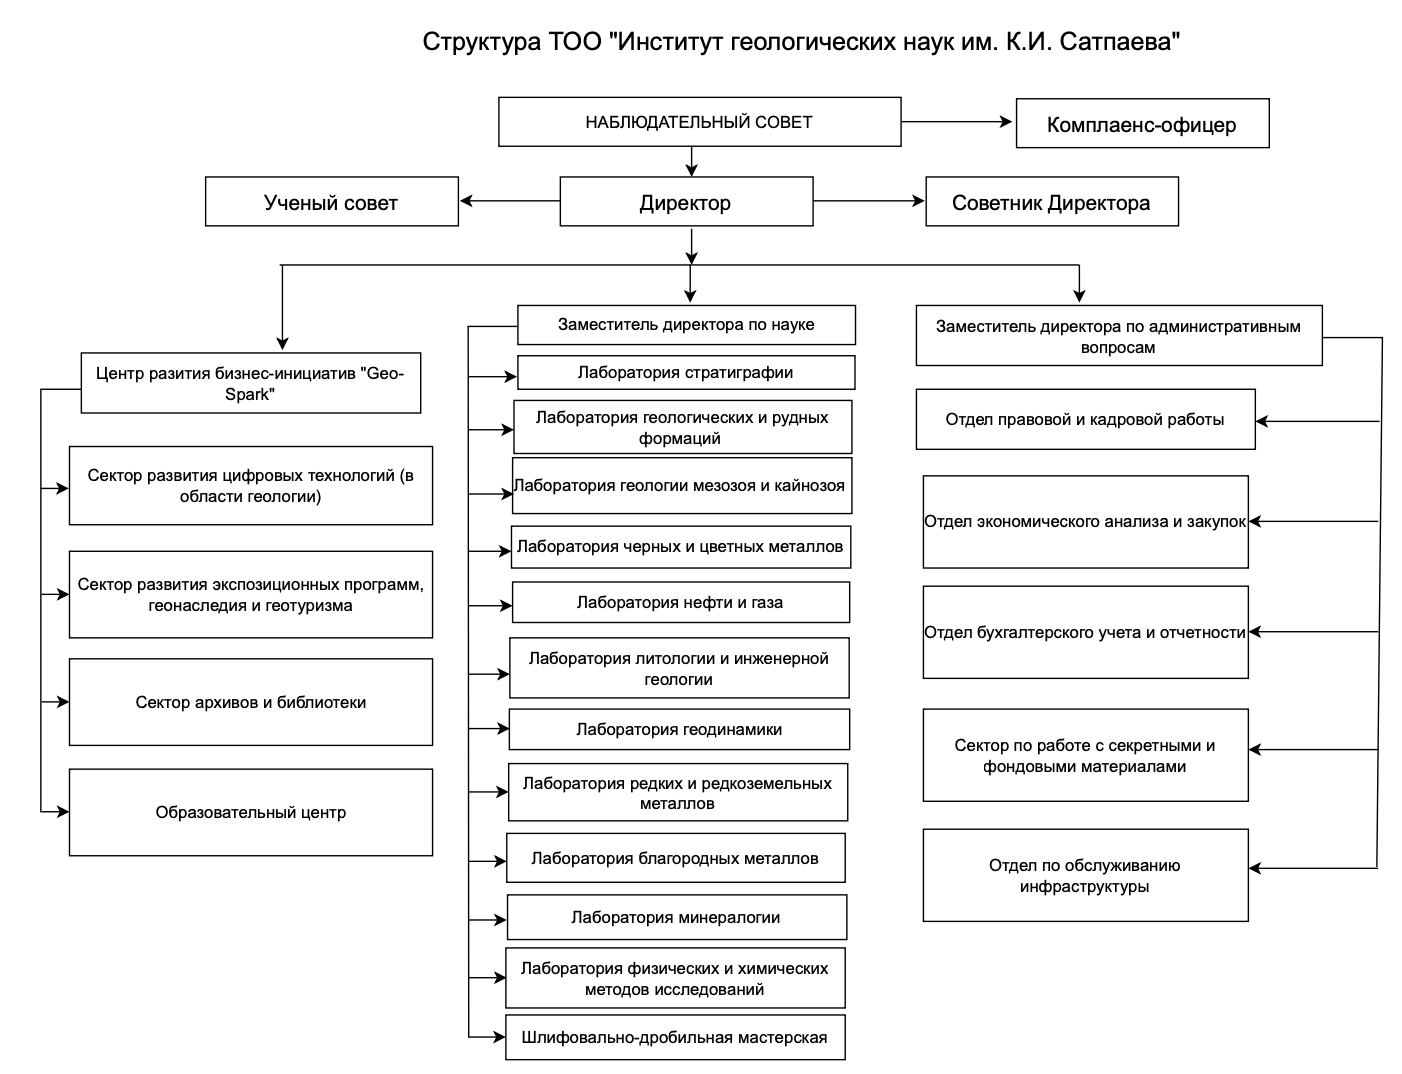 Структура ТОО "Институт геологических наук им. К.И. Сатпаева"
НАБЛЮДАТЕЛЬНЫЙ СОВЕТ
Комплаенс-офицер
Ученый совет
Директор
Советник Директора
Центр разития бизнес-инициатив "Geo-
Spark"
Сектор развития цифровых технологий (в
области геологии)
Сектор развития экспозиционных программ,
геонаследия и геотуризма
Сектор архивов и библиотеки
Образовательный центр
Заместитель директора по науке
Лаборатория стратиграфии
Лаборатория геологических и рудных
формаций
Лаборатория геологии мезозоя и кайнозоя
Лаборатория черных и цветных металлов
Лаборатория нефти и газа
Лаборатория литологии и инженерной
геологии
Лаборатория геодинамики
Лаборатория редких и редкоземельных
металлов
Лаборатория благородных металлов
Лаборатория минералогии
Лаборатория физических и химических
методов исследований
Шлифовально-дробильная мастерская
Заместитель директора по административным
вопросам
Отдел правовой и кадровой работы
Отдел экономического анализа и закупок
Отдел бухгалтерского учета и отчетности
Сектор по работе с секретными и
фондовыми материалами
Отдел по обслуживанию
инфраструктуры